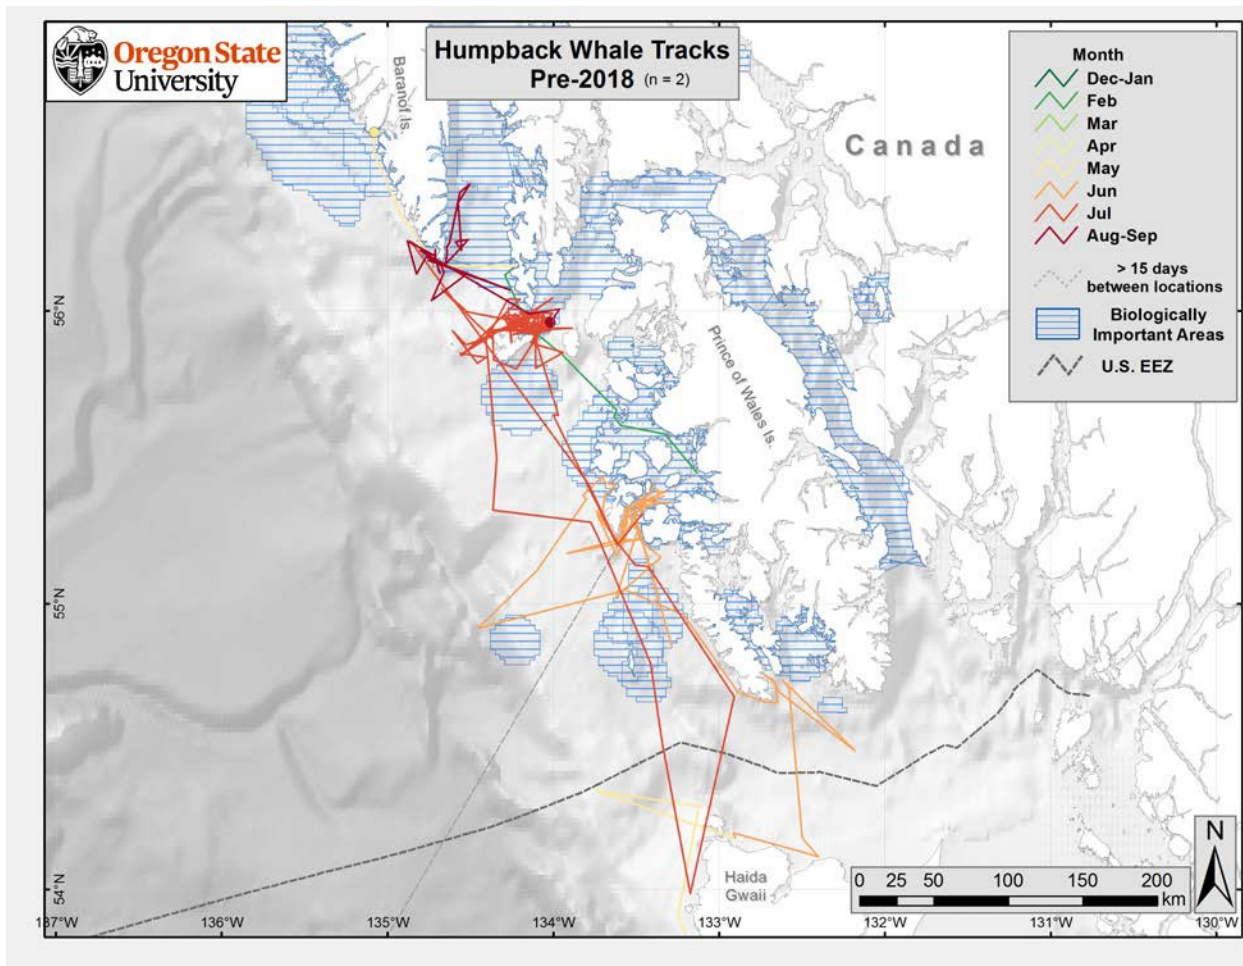 Oregon State
University
Humpback Whale Tracks
Pre-2018 (n = 2)
Baranof Is.
Canada
Prince of Wales Is.
Haida
Gwaii
Month
Dec-Jan
Feb
Mar
Apr
May
Jun
Jul
Aug-Sep
> 15 days
between locations
Biologically
Important Areas
U.S. EEZ
56°N
55°N
54°N
137°W
136°W
135°W
134°W
133°W
132°W
131°W
130°W
N
0 25 50 100 150 200
km